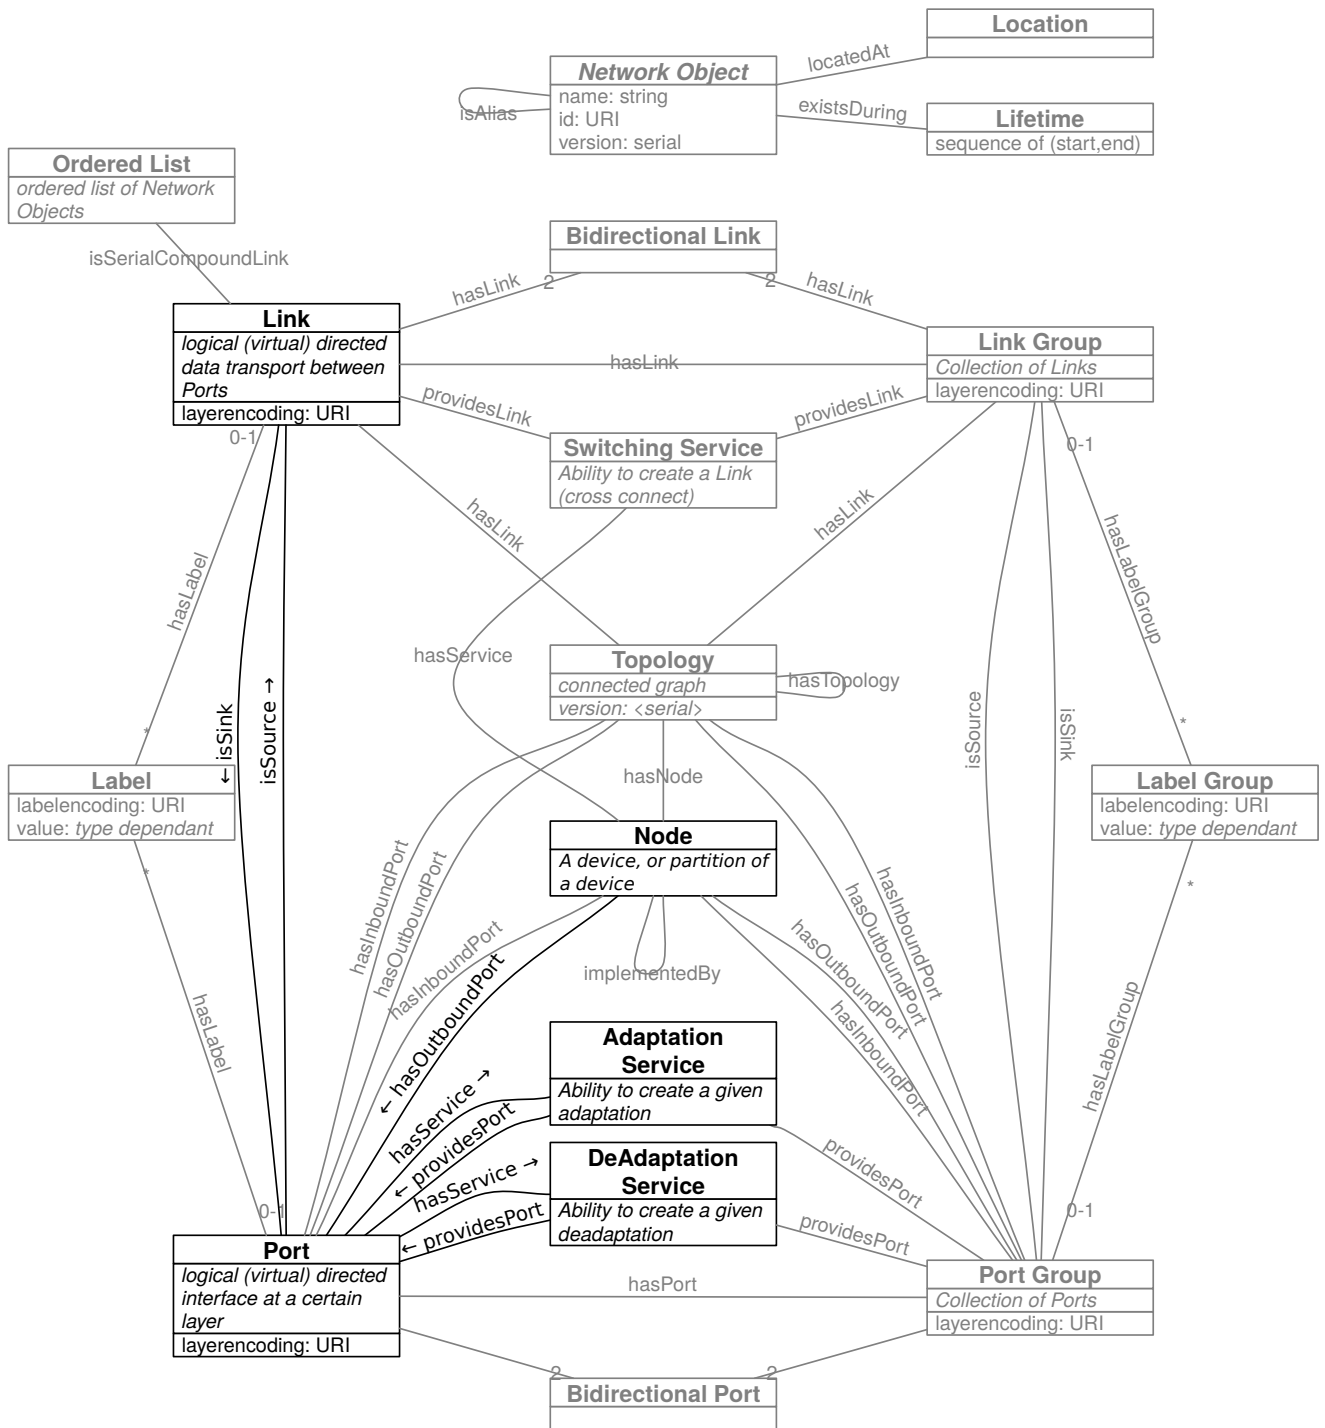 Location
Network Object
name: string
id: URI
version: serial
locatedAt
existsDuring
isAlias
Lifetime
sequence of (start,end)
Ordered List
ordered list of Network
Objects
isSerialCompoundLink
Bidirectional Link
hasLink
2
2
hasLink
Link
logical (virtual) directed
data transport between
Ports
layerencoding: URI
hasLink
Link Group
Collection of Links
layerencoding: URI
providesLink
providesLink
Switching Service
Ability to create a Link
(cross connect)
0-1
0-1
hasLink
hasLink
hasLabel
hasLabelGroup
hasService
Topology
connected graph
version: <serial>
hasTopology
← isSink
isSource →
isSource
isSink
*
*
Label
labelencoding: URI
value: type dependant
hasNode
Label Group
labelencoding: URI
value: type dependant
Node
A device, or partition of
a device
*
*
hasInboundPort
hasOutboundPort
hasInboundPort
← hasOutboundPort
implementedBy
hasOutboundPort
hasInboundPort
hasOutboundPort
hasInboundPort
hasLabel
hasLabelGroup
Adaptation
Service
Ability to create a given
adaptation
hasService →
← providesPort
providesPort
DeAdaptation
Service
Ability to create a given
deadaptation
hasService →
← providesPort
providesPort
0-1
0-1
Port
logical (virtual) directed
interface at a certain
layer
layerencoding: URI
hasPort
Port Group
Collection of Ports
layerencoding: URI
2
2
Bidirectional Port